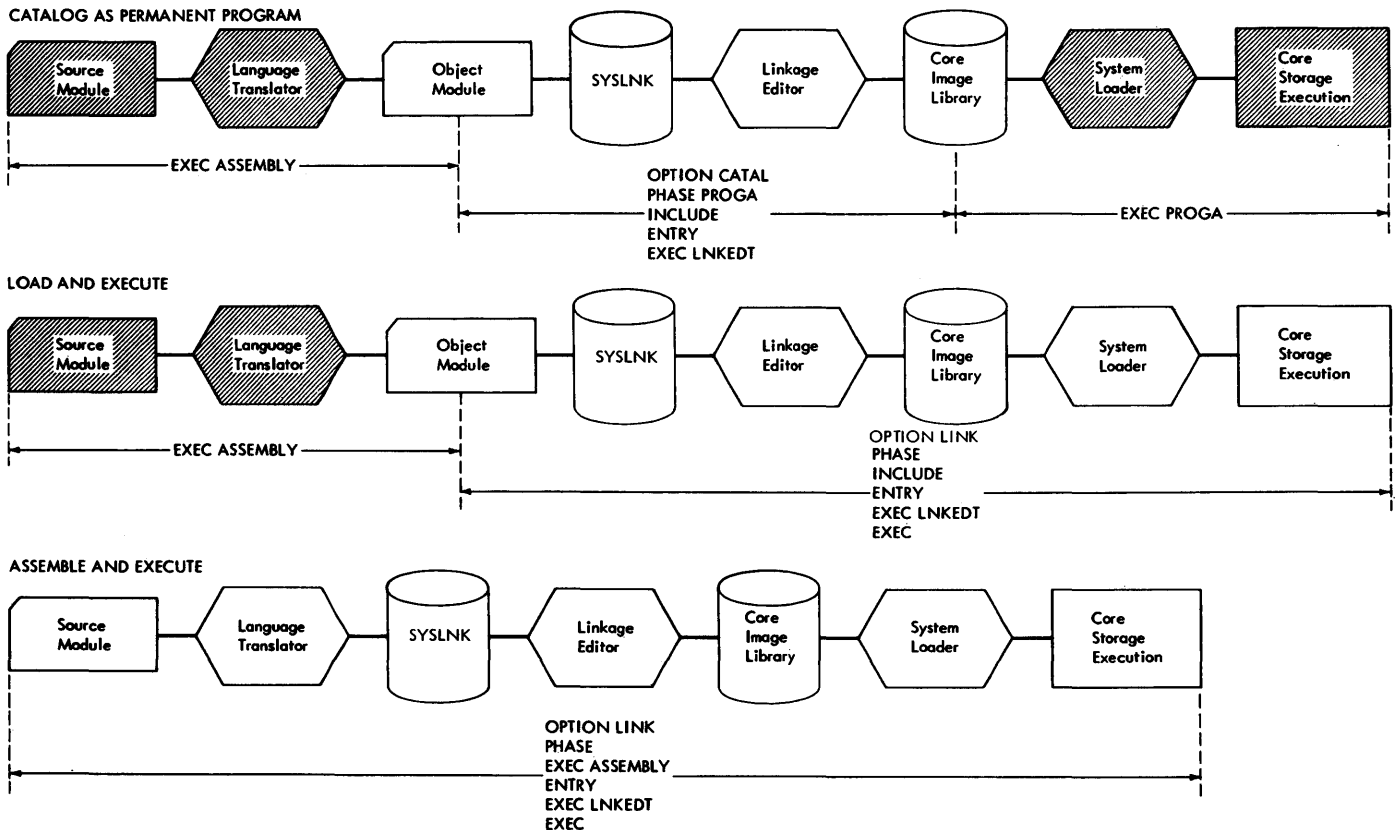 CATALOG AS PERMANENT PROGRAM
Source
Module
Language
Translator
Object
Module
SYSLNK
Linkage
Editor
Core
Image
Library
System
Loader
Core
Storage
Execution
EXEC ASSEMBLY
OPTION CATAL
PHASE PROGA
INCLUDE
ENTRY
EXEC LNKEDT
EXEC PROGA
LOAD AND EXECUTE
Source
Module
Language
Translator
Object
Module
SYSLNK
Linkage
Editor
Core
Image
Library
System
Loader
Core
Storage
Execution
EXEC ASSEMBLY
OPTION LINK
PHASE
INCLUDE
ENTRY
EXEC LNKEDT
EXEC
ASSEMBLE AND EXECUTE
Source
Module
Language
Translator
SYSLNK
Linkage
Editor
Core
Image
Library
System
Loader
Core
Storage
Execution
OPTION LINK
PHASE
EXEC ASSEMBLY
ENTRY
EXEC LNKEDT
EXEC